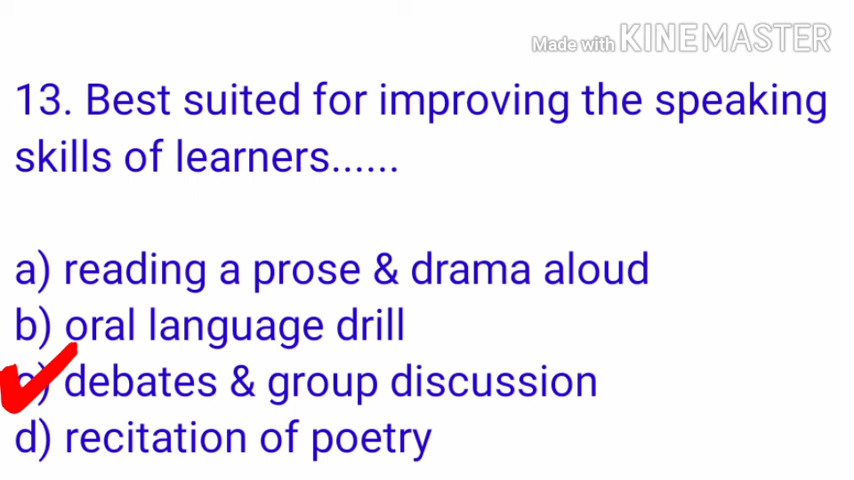 Made with KINEMASTER
13. Best suited for improving the speaking
skills of learners......
a) reading a prose & drama aloud
b) oral language drill
c) debates & group discussion
d) recitation of poetry